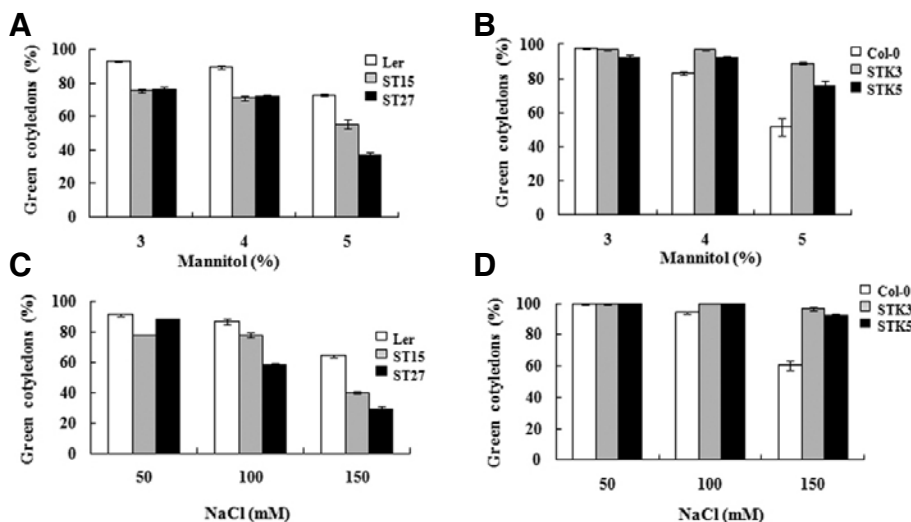 A
Green cotyledons (%)
100
80
60
40
20
0
3
4
5
Mannitol (%)
Ler
ST15
ST27
B
Green cotyledons (%)
100
80
60
40
20
0
3
4
5
Mannitol (%)
Col-0
STK3
STK5
C
Green cotyledons (%)
100
80
60
40
20
0
50
100
150
NaCl (mM)
Ler
ST15
ST27
D
Green cotyledons (%)
100
80
60
40
20
0
50
100
150
NaCl (mM)
Col-0
STK3
STK5